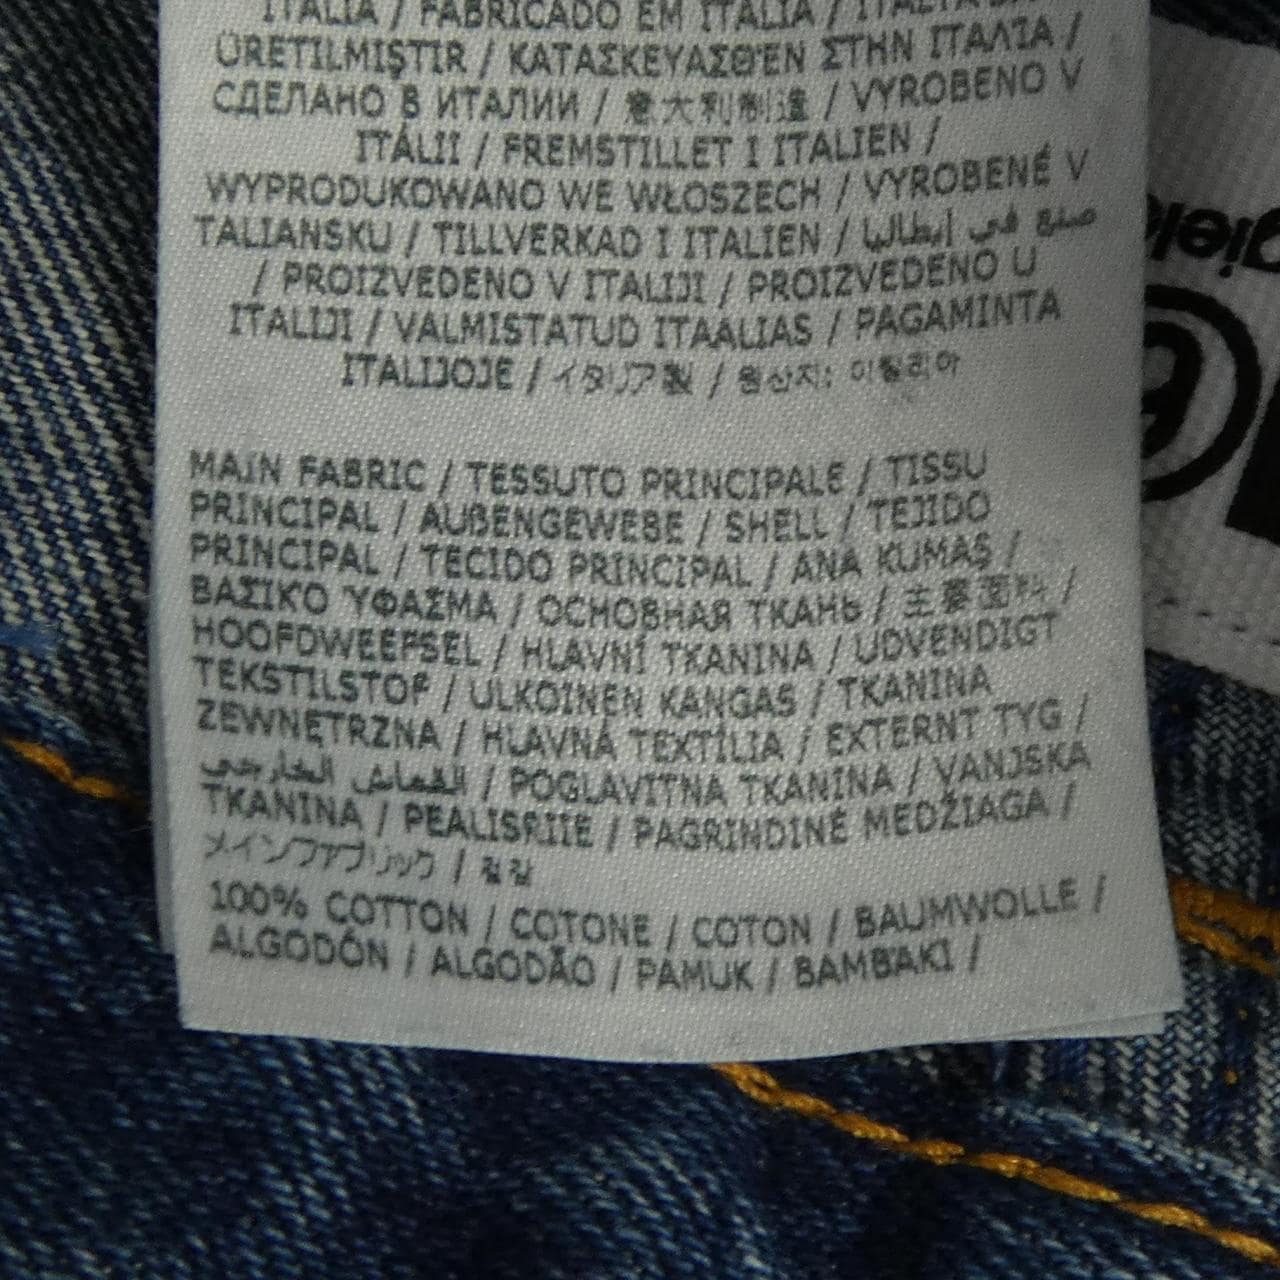 ITALIA / FABRICADO EM ITÁLIA /
ÜRETILMIŞTIR / ΚΑΤΑΣΚΕΥΑΣΘΈΝ ΣΤΗΝ ΙΤΑΛΊΑ /
СДЕЛАНО В ИТАЛИИ / 意大利制造 / VYROBENO V
ITÁLII / FREMSTILLET I ITALIEN /
WYPRODUKOWANO WE WŁOSZECH / VYROBENÉ V
TALIANSKU / TILLVERKAD I ITALIEN / صنع في إيطاليا
/ PROIZVEDENO V ITALIJI / PROIZVEDENO U
ITALIJI / VALMISTATUD ITAALIAS / PAGAMINTA
ITALIJOJE / イタリア製 / 원산지: 이탈리아
MAIN FABRIC / TESSUTO PRINCIPALE / TISSU
PRINCIPAL / AUßENGEWEBE / SHELL / TEJIDO
PRINCIPAL / TECIDO PRINCIPAL / ANA KUMAŞ /
ΒΑΣΙΚΟ ΥΦΑΣΜΑ / ОСНОВНАЯ ТКАНЬ / 主要面料 /
HOOFDWEEFSEL / HLAVNÍ TKANINA / UDVENDIGT
TEKSTILSTOF / ULKOINEN KANGAS / TKANINA
ZEWNĘTRZNA / HLAVNÁ TEXTÍLIA / EXTERNT TYG /
القماش الخارجي / POGLAVITNA TKANINA / VANJSKA
TKANINA / PEALISRIIE / PAGRINDINĖ MEDŽIAGA /
メインファブリック / 겉감
100% COTTON / COTONE / COTON / BAUMWOLLE /
ALGODÓN / ALGODÃO / PAMUK / BAMBAKI /